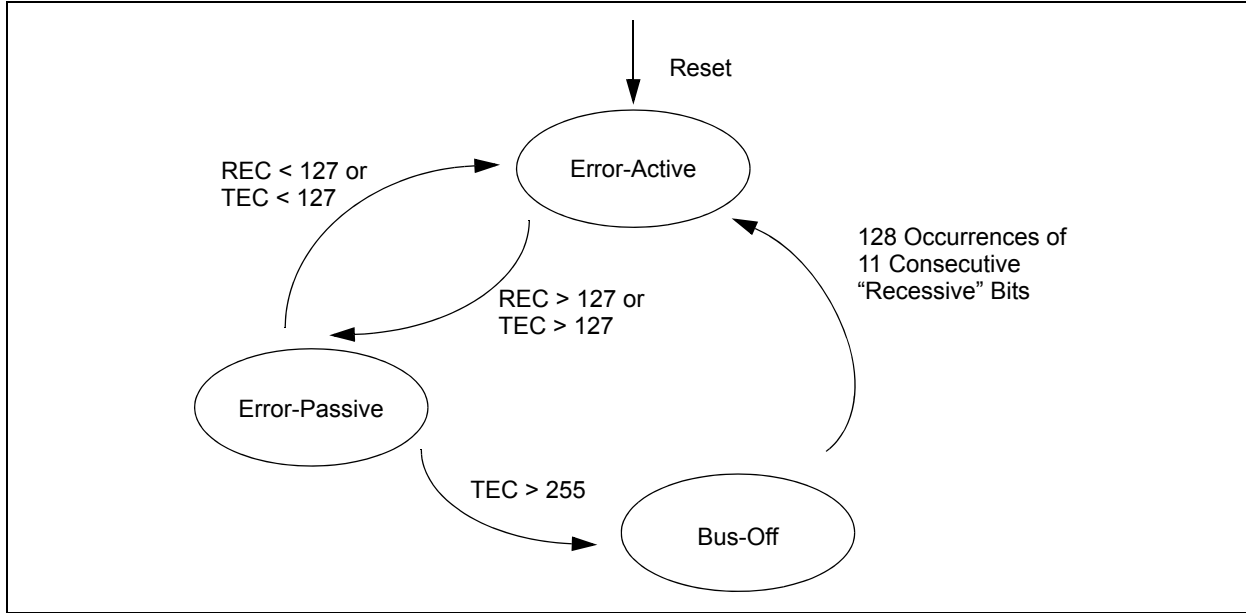 Reset
Error-Active
REC < 127 or
TEC < 127
128 Occurrences of
11 Consecutive
“Recessive” Bits
REC > 127 or
TEC > 127
Error-Passive
TEC > 255
Bus-Off